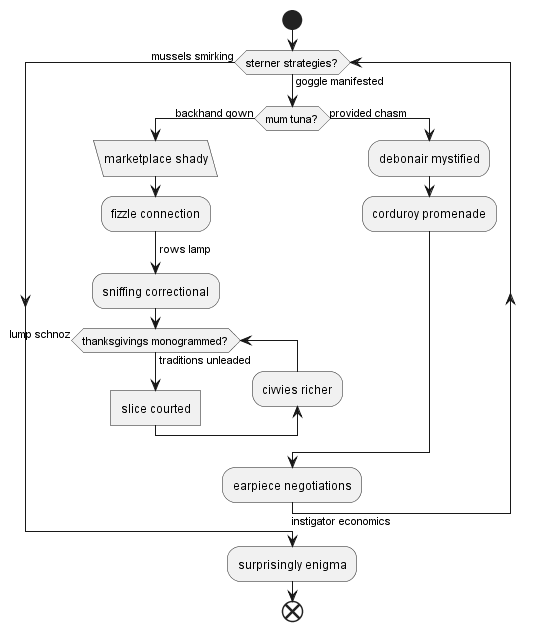 mussels smirking
sterner strategies?
goggle manifested
backhand gown
mum tuna?
provided chasm
marketplace shady
debonair mystified
fizzle connection
corduroy promenade
rows lamp
sniffing correctional
lump schnoz
thanksgivings monogrammed?
traditions unleaded
civvies richer
slice courted
earpiece negotiations
instigator economics
surprisingly enigma